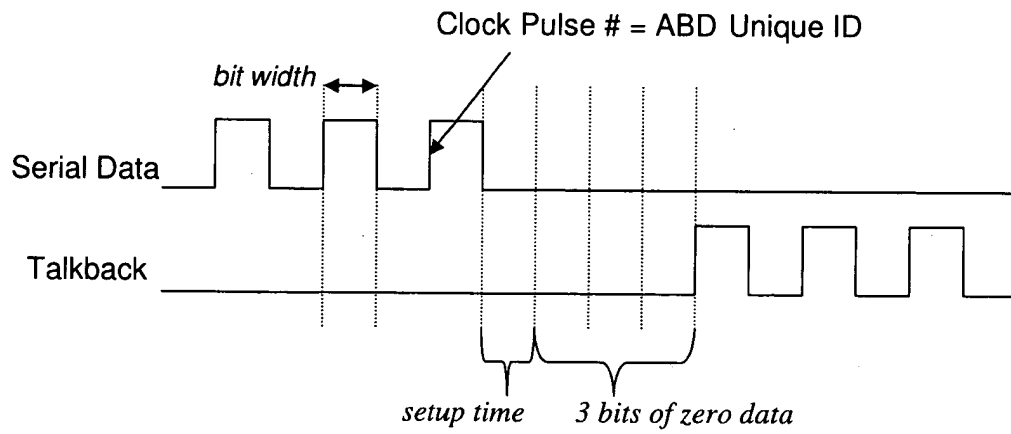 Clock Pulse # = ABD Unique ID
bit width
Serial Data
Talkback
setup time
3 bits of zero data